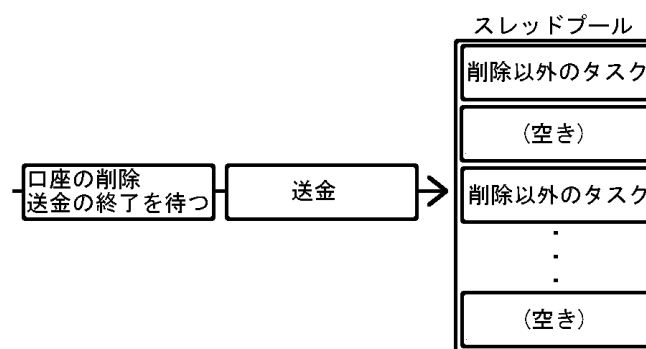 スレッドプール
削除以外のタスク
(空き)
口座の削除
送金の終了を待つ
送金
削除以外のタスク
(空き)